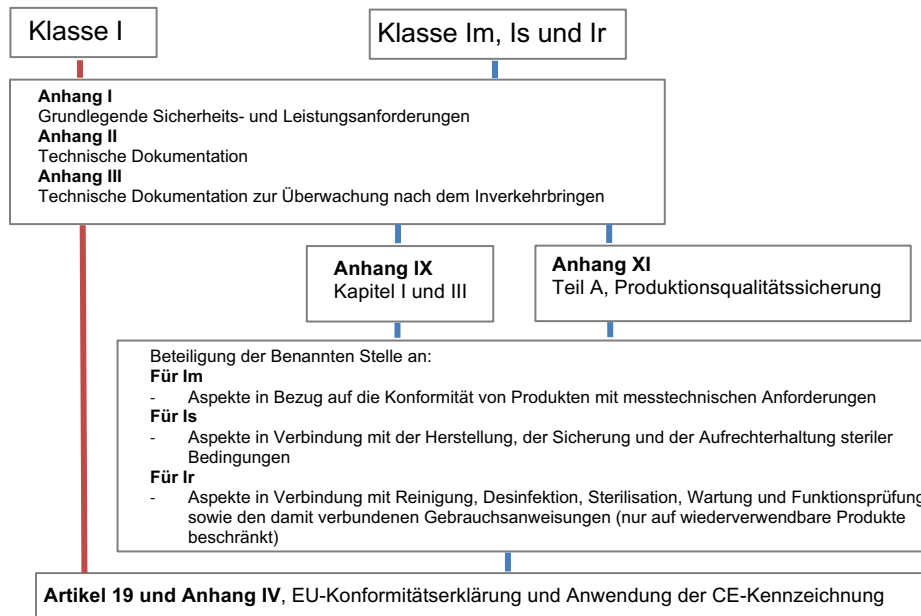 Klasse I
Klasse Im, Is und Ir
Anhang I
Grundlegende Sicherheits- und Leistungsanforderungen
Anhang II
Technische Dokumentation
Anhang III
Technische Dokumentation zur Überwachung nach dem Inverkehrbringen
Anhang IX
Kapitel I und III
Anhang XI
Teil A, Produktionsqualitätssicherung
Beteiligung der Benannten Stelle an:
Für Im
- Aspekte in Bezug auf die Konformität von Produkten mit messtechnischen Anforderungen
Für Is
- Aspekte in Verbindung mit der Herstellung, der Sicherung und der Aufrechterhaltung steriler
Bedingungen
Für Ir
- Aspekte in Verbindung mit Reinigung, Desinfektion, Sterilisation, Wartung und Funktionsprüfung
sowie den damit verbundenen Gebrauchsanweisungen (nur auf wiederverwendbare Produkte
beschränkt)
Artikel 19 und Anhang IV, EU-Konformitätserklärung und Anwendung der CE-Kennzeichnung